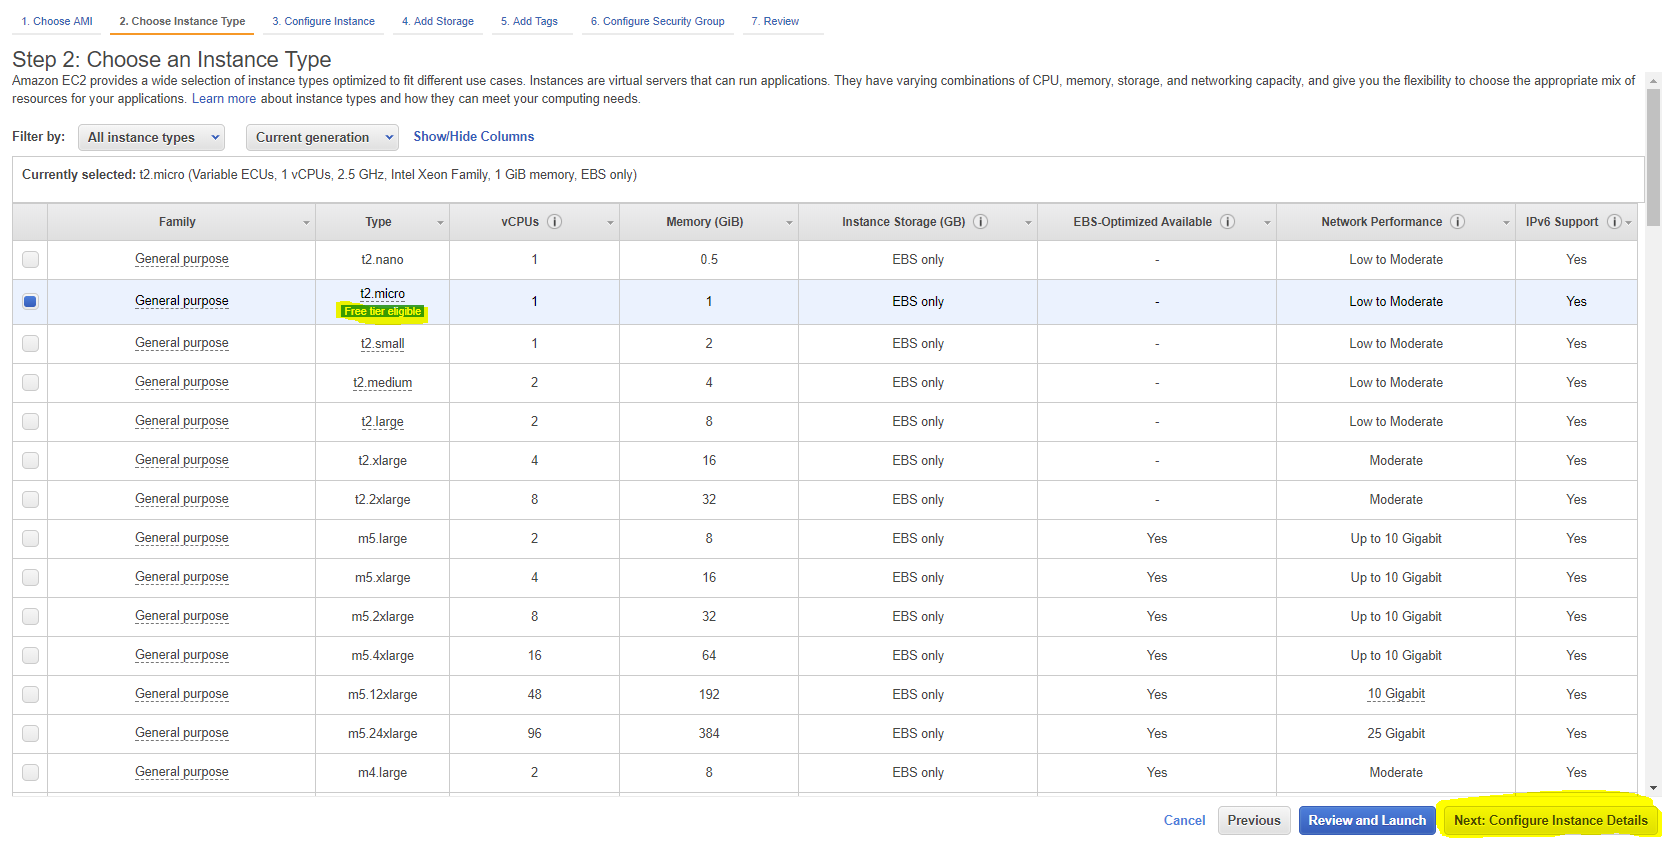 1. Choose AMI 2. Choose Instance Type 3. Configure Instance 4. Add Storage 5. Add Tags 6. Configure Security Group 7. Review
Step 2: Choose an Instance Type
Amazon EC2 provides a wide selection of instance types optimized to fit different use cases. Instances are virtual servers that can run applications. They have varying combinations of CPU, memory, storage, and networking capacity, and give you the flexibility to choose the appropriate mix of
resources for your applications. Learn more about instance types and how they can meet your computing needs.
Filter by: All instance types Current generation Show/Hide Columns
Currently selected: t2.micro (Variable ECUs, 1 vCPUs, 2.5 GHz, Intel Xeon Family, 1 GiB memory, EBS only)
Family Type vCPUs i Memory (GiB) Instance Storage (GB) i EBS-Optimized Available i Network Performance i IPv6 Support i
General purpose t2.nano 1 0.5 EBS only - Low to Moderate Yes
General purpose t2.micro 1 1 EBS only - Low to Moderate Yes
Free tier eligible
General purpose t2.small 1 2 EBS only - Low to Moderate Yes
General purpose t2.medium 2 4 EBS only - Low to Moderate Yes
General purpose t2.large 2 8 EBS only - Low to Moderate Yes
General purpose t2.xlarge 4 16 EBS only - Moderate Yes
General purpose t2.2xlarge 8 32 EBS only - Moderate Yes
General purpose m5.large 2 8 EBS only Yes Up to 10 Gigabit Yes
General purpose m5.xlarge 4 16 EBS only Yes Up to 10 Gigabit Yes
General purpose m5.2xlarge 8 32 EBS only Yes Up to 10 Gigabit Yes
General purpose m5.4xlarge 16 64 EBS only Yes Up to 10 Gigabit Yes
General purpose m5.12xlarge 48 192 EBS only Yes 10 Gigabit Yes
General purpose m5.24xlarge 96 384 EBS only Yes 25 Gigabit Yes
General purpose m4.large 2 8 EBS only Yes Moderate Yes
Cancel Previous Review and Launch Next: Configure Instance Details